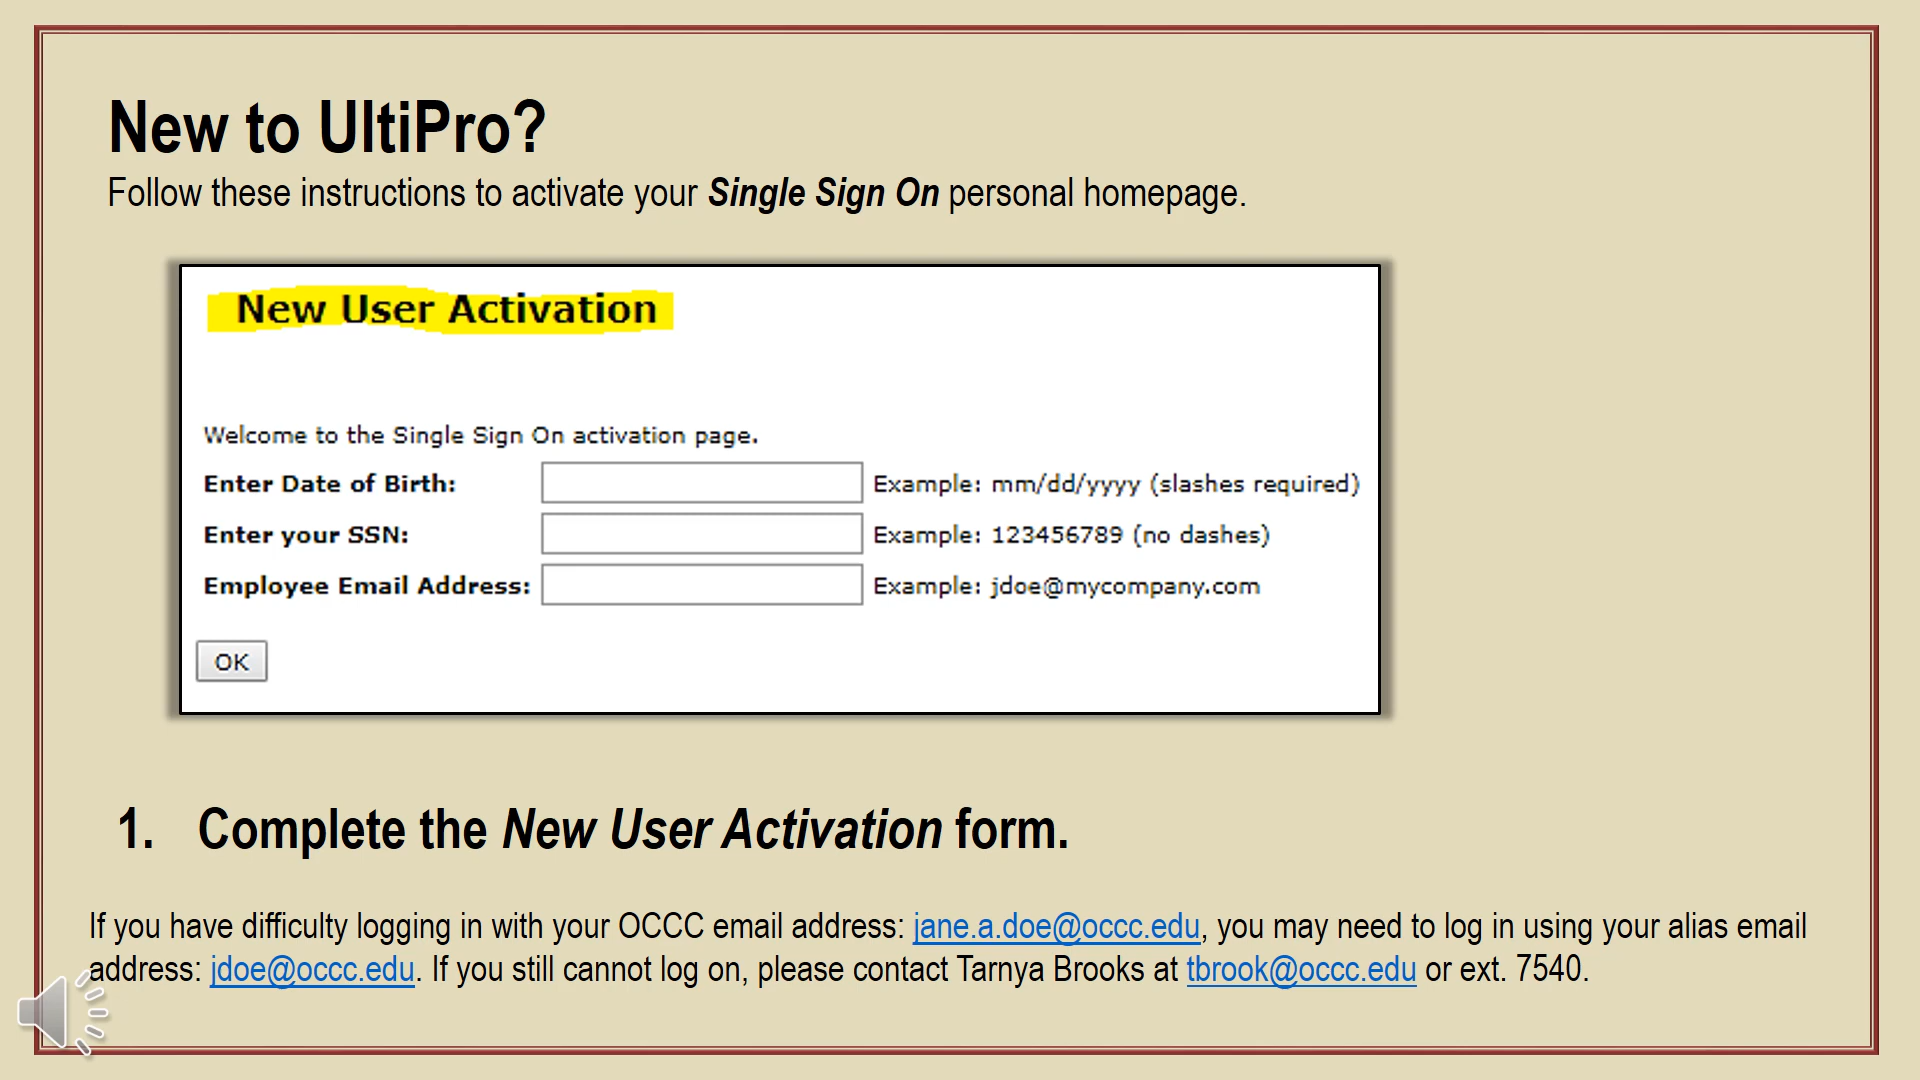 New to UltiPro?
Follow these instructions to activate your Single Sign On personal homepage.
New User Activation
Welcome to the Single Sign On activation page.
Enter Date of Birth: Example: mm/dd/yyyy (slashes required)
Enter your SSN: Example: 123456789 (no dashes)
Employee Email Address: Example: jdoe@mycompany.com
OK
1. Complete the New User Activation form.
If you have difficulty logging in with your OCCC email address: jane.a.doe@occc.edu, you may need to log in using your alias email
address: jdoe@occc.edu. If you still cannot log on, please contact Tarnya Brooks at tbrook@occc.edu or ext. 7540.